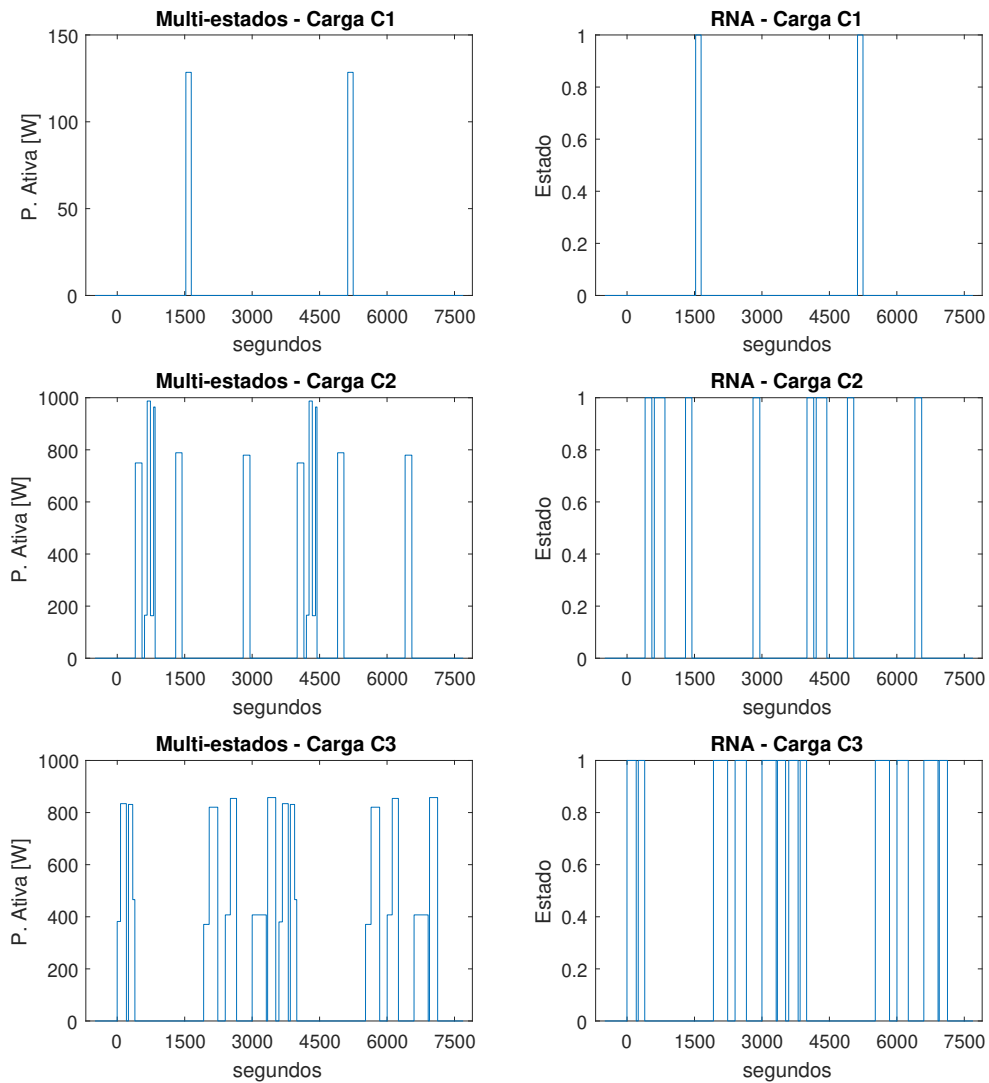 Multi-estados - Carga C1
P. Ativa [W]
150
100
50
0
0 1500 3000 4500 6000 7500
segundos
RNA - Carga C1
Estado
1
0.8
0.6
0.4
0.2
0
0 1500 3000 4500 6000 7500
segundos
Multi-estados - Carga C2
P. Ativa [W]
1000
800
600
400
200
0
0 1500 3000 4500 6000 7500
segundos
RNA - Carga C2
Estado
1
0.8
0.6
0.4
0.2
0
0 1500 3000 4500 6000 7500
segundos
Multi-estados - Carga C3
P. Ativa [W]
1000
800
600
400
200
0
0 1500 3000 4500 6000 7500
segundos
RNA - Carga C3
Estado
1
0.8
0.6
0.4
0.2
0
0 1500 3000 4500 6000 7500
segundos